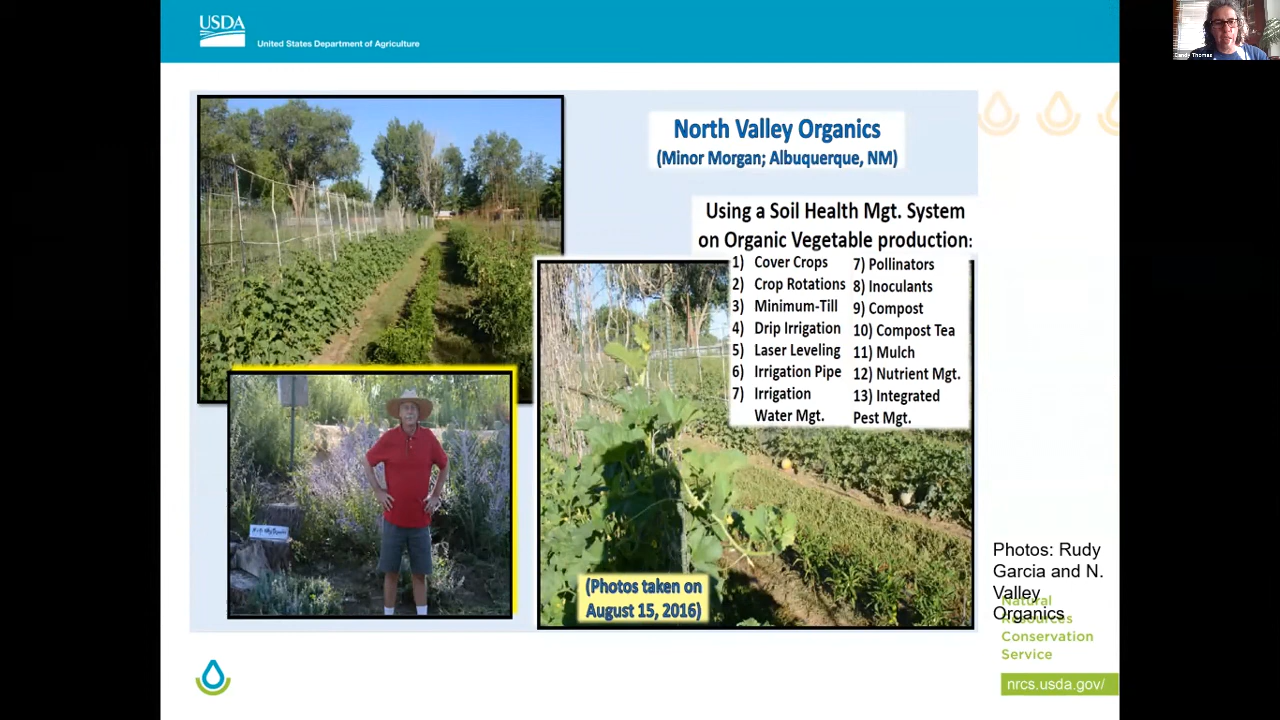 USDA
United States Department of Agriculture
North Valley Organics
(Minor Morgan; Albuquerque, NM)
Using a Soil Health Mgt. System
on Organic Vegetable production:
1) Cover Crops
2) Crop Rotations
3) Minimum-Till
4) Drip Irrigation
5) Laser Leveling
6) Irrigation Pipe
7) Irrigation
Water Mgt.
7) Pollinators
8) Inoculants
9) Compost
10) Compost Tea
11) Mulch
12) Nutrient Mgt.
13) Integrated
Pest Mgt.
(Photos taken on
August 15, 2016)
Photos: Rudy
Garcia and N.
Valley
Organics
Natural
Resources
Conservation
Service
nrcs.usda.gov/
Candy Thomas